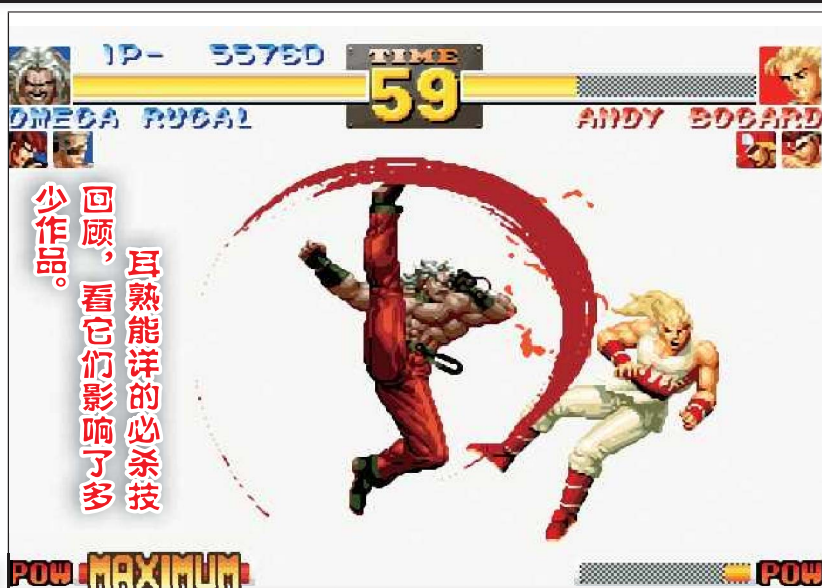 1P- 55760
TIME
59
OMEGA RUGAL
ANDY BOGARD
耳熟能详的必杀技
回顾，看它们影响了多
少作品。
POW MAXIMUM
POW